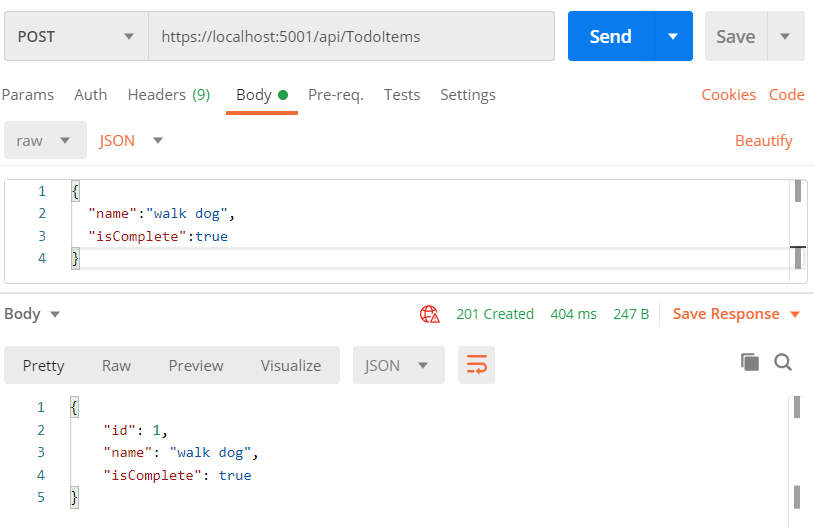 POST https://localhost:5001/api/TodoItems Send Save
Params Auth Headers (9) Body Pre-req. Tests Settings Cookies Code
raw JSON Beautify
1 {
2 "name":"walk dog",
3 "isComplete":true
4 }
Body 201 Created 404 ms 247 B Save Response
Pretty Raw Preview Visualize JSON
1 {
2 "id": 1,
3 "name": "walk dog",
4 "isComplete": true
5 }